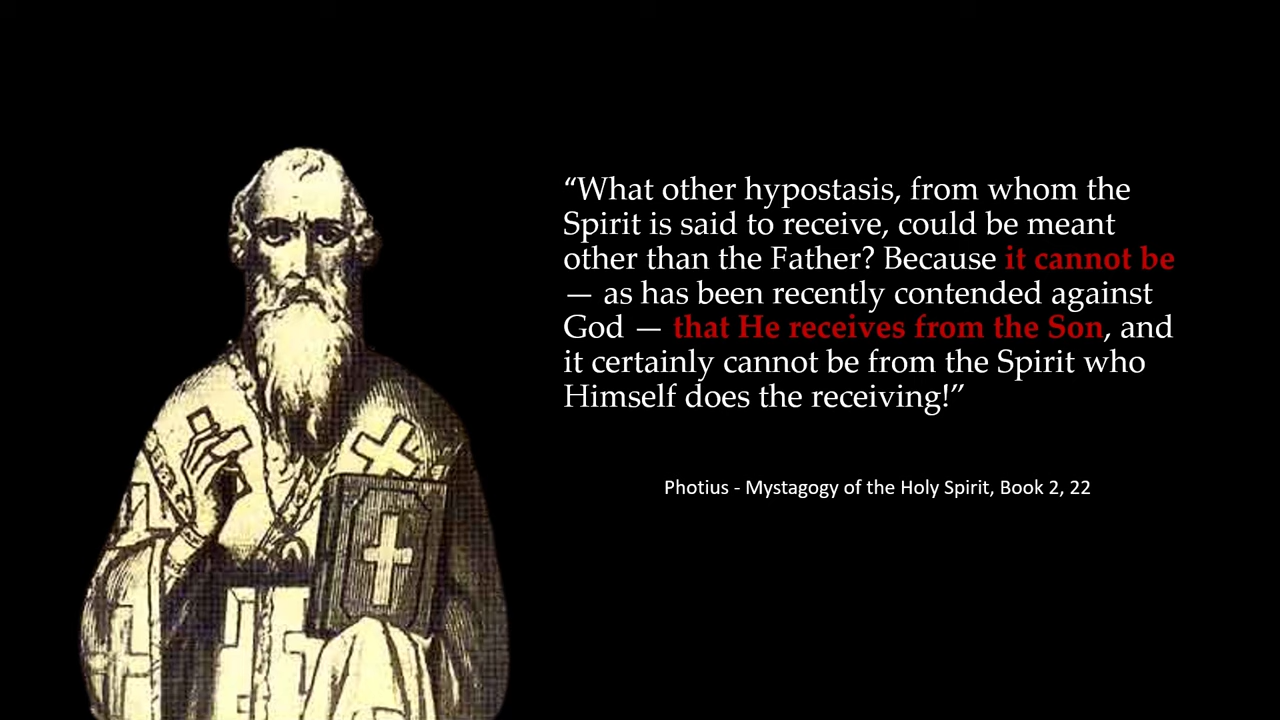 “What other hypostasis, from whom the
Spirit is said to receive, could be meant
other than the Father? Because it cannot be
— as has been recently contended against
God — that He receives from the Son, and
it certainly cannot be from the Spirit who
Himself does the receiving!”
Photius - Mystagogy of the Holy Spirit, Book 2, 22